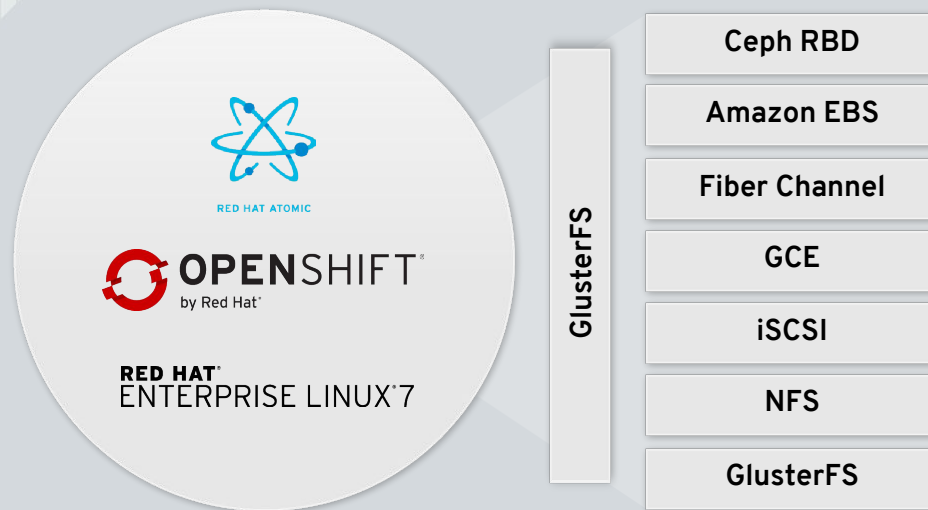 RED HAT ATOMIC
OPENSHIFT®
by Red Hat®
RED HAT®
ENTERPRISE LINUX®7
GlusterFS
Ceph RBD
Amazon EBS
Fiber Channel
GCE
iSCSI
NFS
GlusterFS